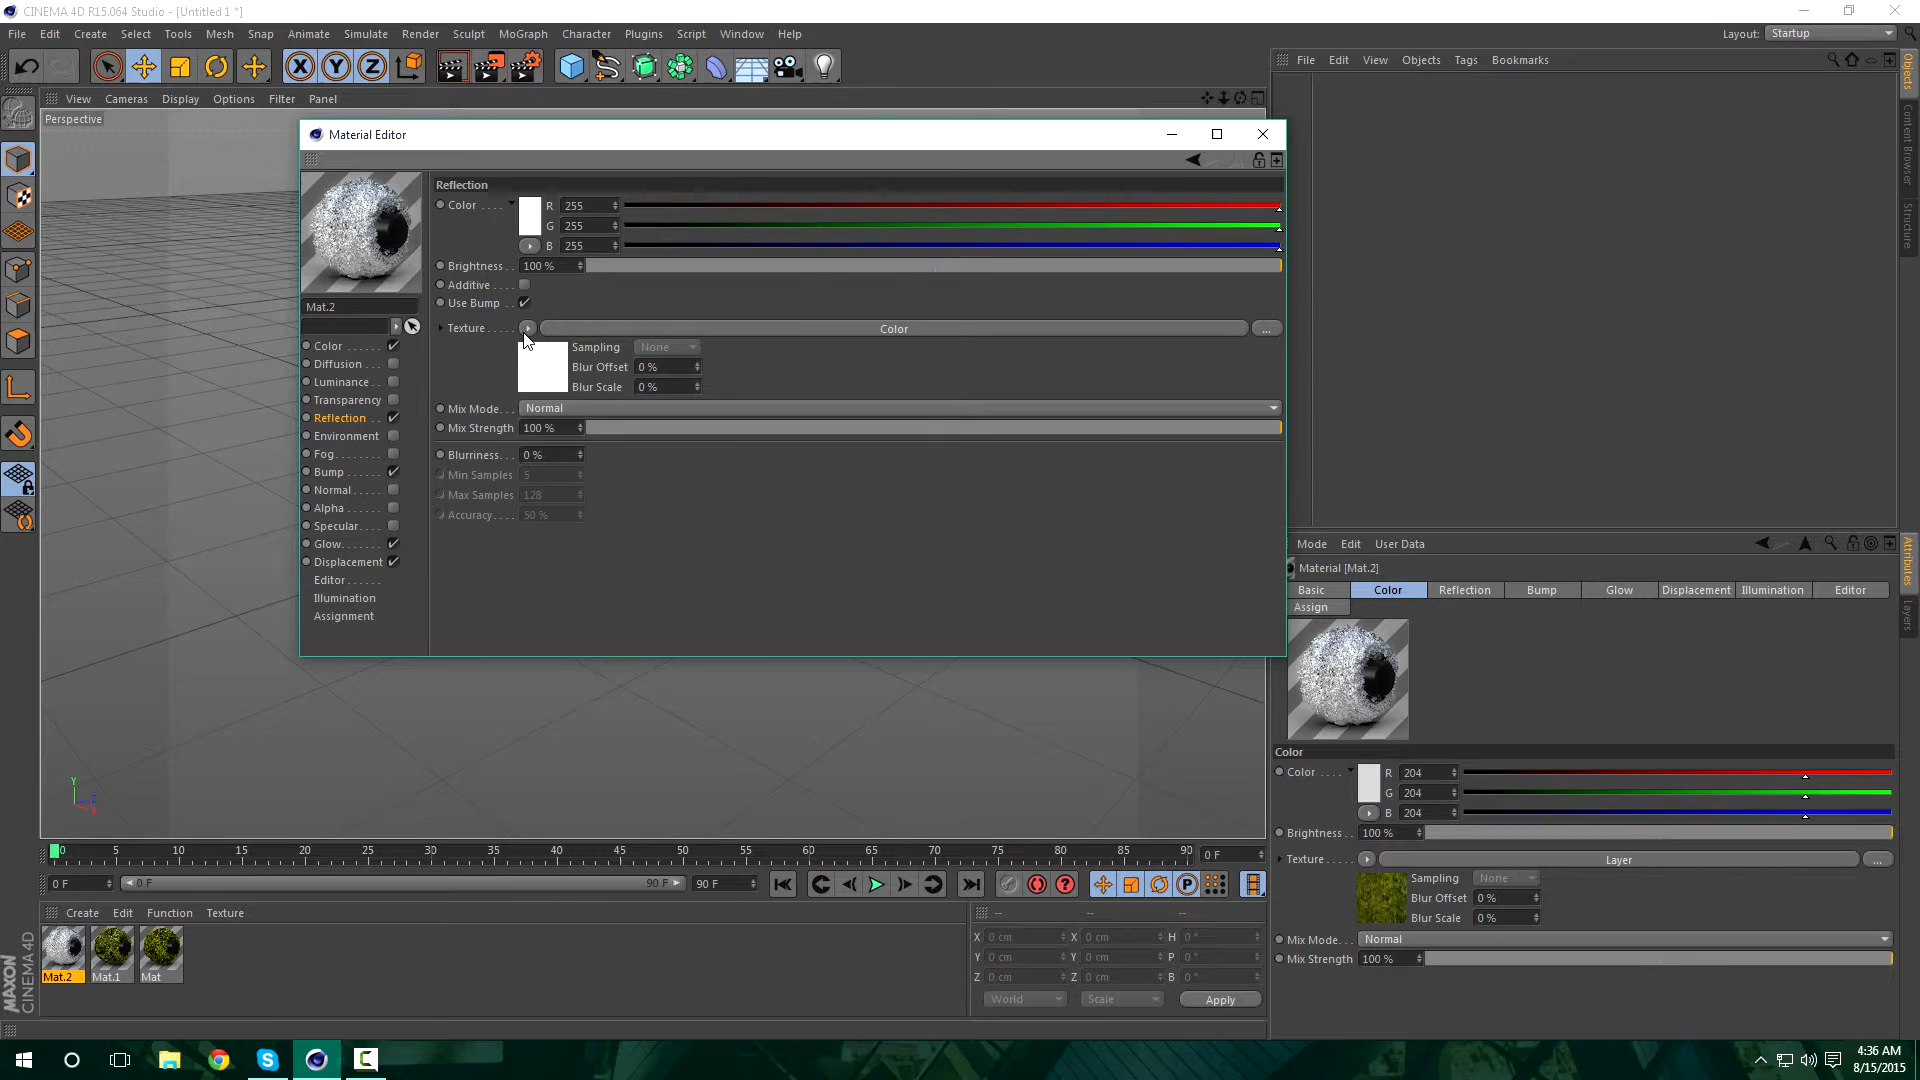 CINEMA 4D R15.064 Studio - [Untitled 1 *]
File Edit Create Select Tools Mesh Snap Animate Simulate Render Sculpt MoGraph Character Plugins Script Window Help
Layout: Startup
X Y Z
View Cameras Display Options Filter Panel
File Edit View Objects Tags Bookmarks
Perspective
Material Editor
Reflection
Color . . . . R 255
G 255
B 255
Brightness . . 100 %
Additive . . . .
Use Bump . .
Texture . . . . . Color ...
Sampling None
Blur Offset 0 %
Blur Scale 0 %
Mix Mode. . . Normal
Mix Strength 100 %
Blurriness. . . 0 %
Min Samples 5
Max Samples 128
Accuracy. . . . 50 %
Mat.2
Color . . . . . .
Diffusion . . . .
Luminance . . .
Transparency
Reflection . .
Environment
Fog. . . . . . . .
Bump . . . . . .
Normal . . . . .
Alpha . . . . . .
Specular. . . .
Glow. . . . . . .
Displacement
Editor . . . . . .
Illumination
Assignment
Objects
Content Browser
Structure
Attributes
Layers
Mode Edit User Data
Material [Mat.2]
Basic Color Reflection Bump Glow Displacement Illumination Editor
Assign
Color
Color . . . . R 204
G 204
B 204
Brightness . . 100 %
Texture . . . . . Layer ...
Sampling None
Blur Offset 0 %
Blur Scale 0 %
Mix Mode. . . Normal
Mix Strength 100 %
Y
Z
X
0 5 10 15 20 25 30 35 40 45 50 55 60 65 70 75 80 85 90 0 F
0 F 0 F 90 F 90 F
P
Create Edit Function Texture
Mat.2 Mat.1 Mat
-- -- --
X 0 cm X 0 cm H 0 °
Y 0 cm Y 0 cm P 0 °
Z 0 cm Z 0 cm B 0 °
World Scale Apply
MAXON
CINEMA 4D
4:36 AM
8/15/2015